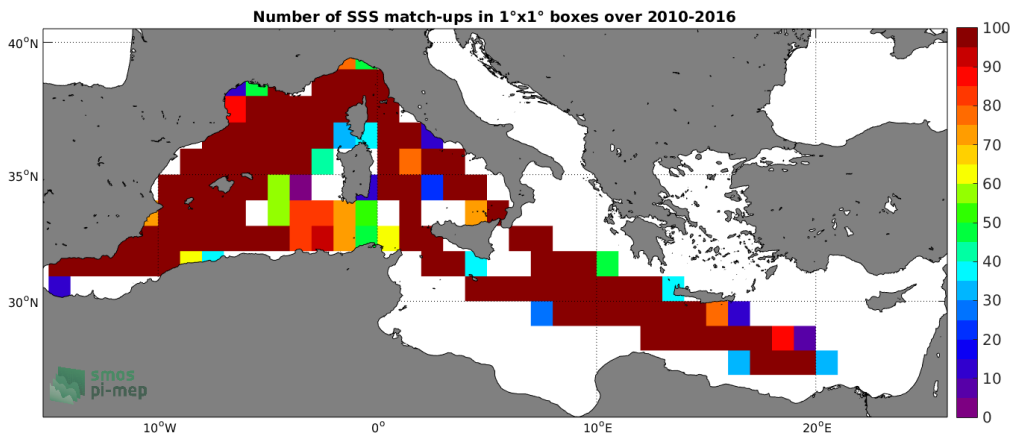 Number of SSS match-ups in 1°x1° boxes over 2010-2016
40°N
35°N
30°N
10°W
0°
10°E
20°E
100
90
80
70
60
50
40
30
20
10
0
smos
pi-mep